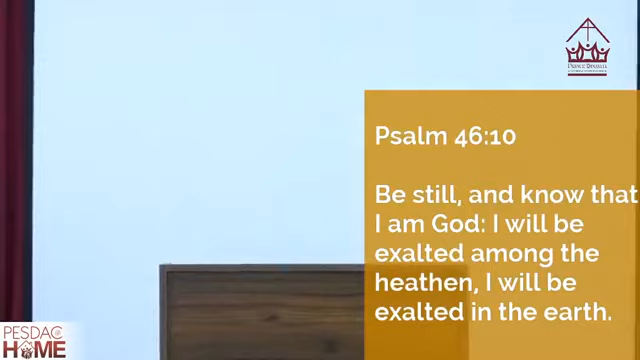 Psalm 46:10
Be still, and know that
I am God: I will be
exalted among the
heathen, I will be
exalted in the earth.
PESDAC@
HOME